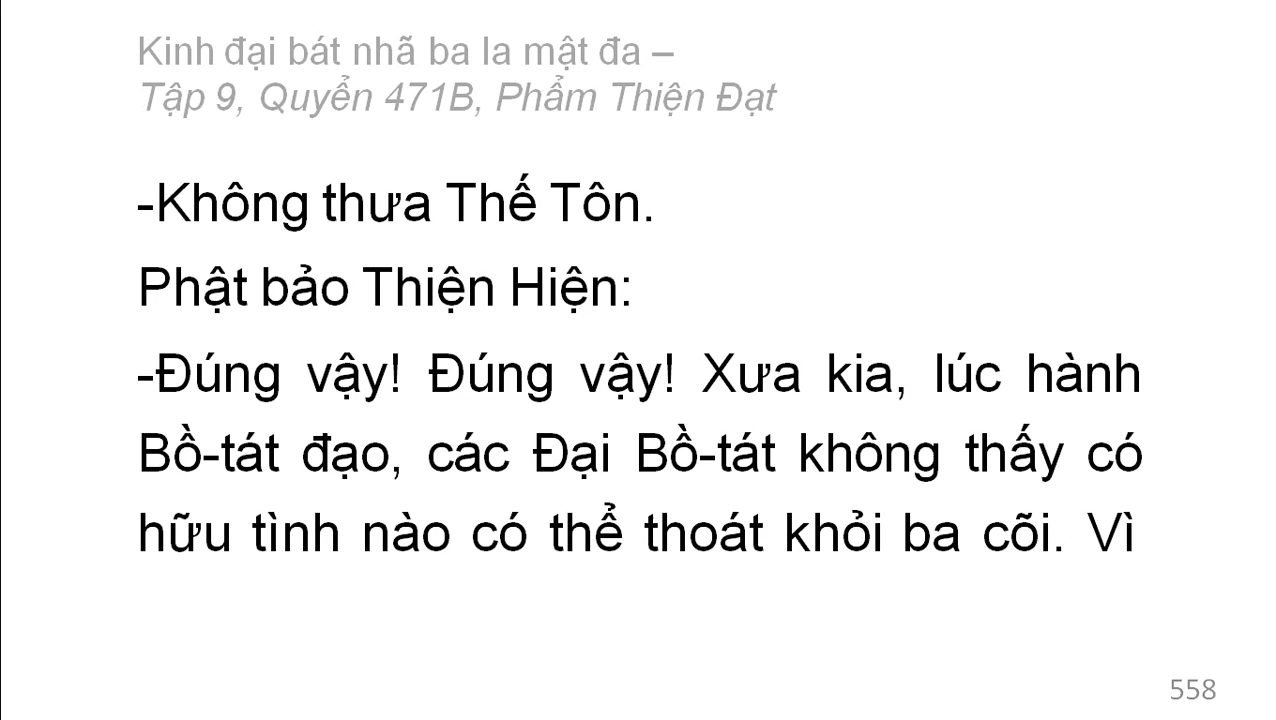 Kinh đại bát nhã ba la mật đa –
Tập 9, Quyển 471B, Phẩm Thiện Đạt
-Không thưa Thế Tôn.
Phật bảo Thiện Hiện:
-Đúng vậy! Đúng vậy! Xưa kia, lúc hành
Bồ-tát đạo, các Đại Bồ-tát không thấy có
hữu tình nào có thể thoát khỏi ba cõi. Vì
558